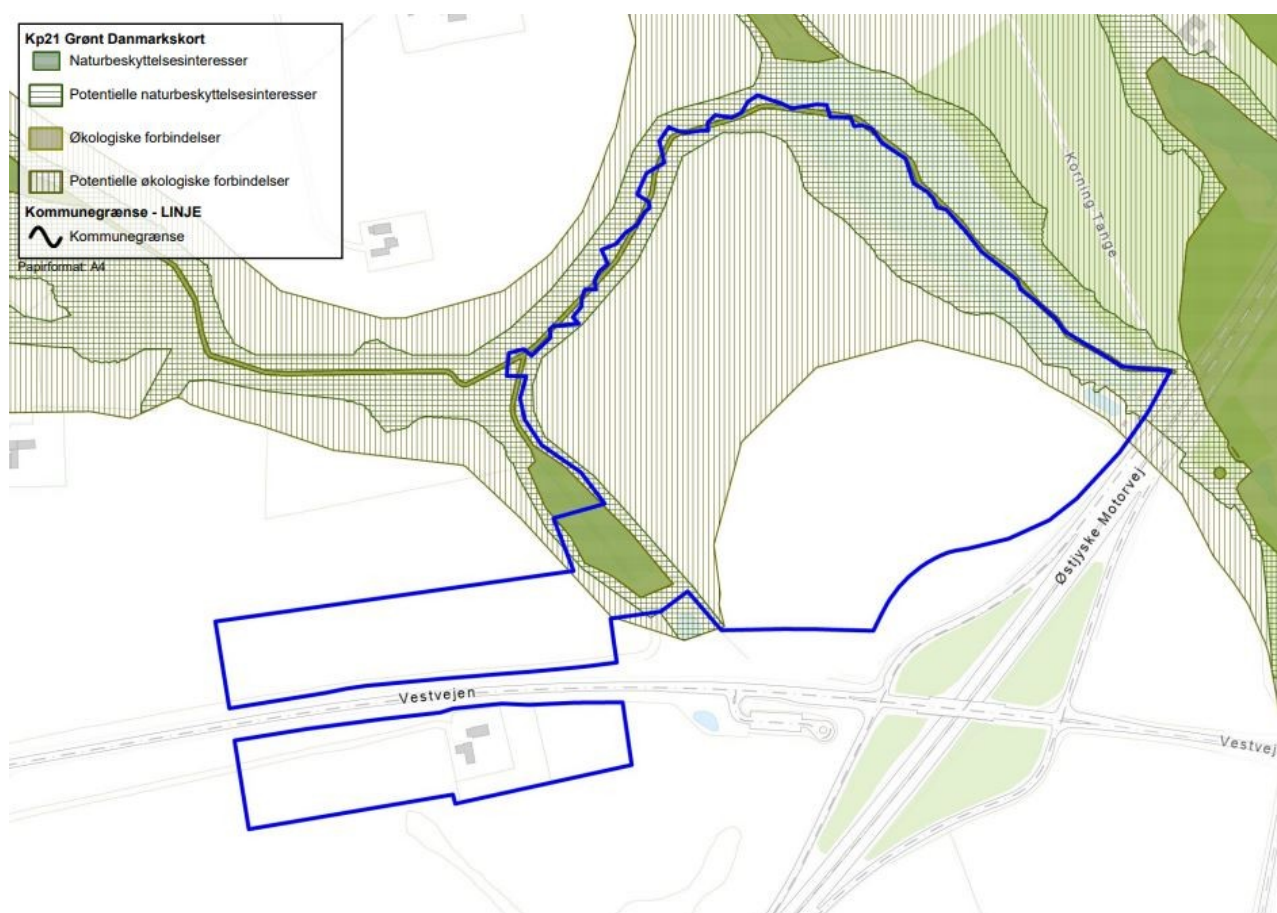 Kp21 Grønt Danmarkskort
Naturbeskyttelsesinteresser
Potentielle naturbeskyttelsesinteresser
Økologiske forbindelser
Potentielle økologiske forbindelser
Kommunegrænse - LINJE
Kommunegrænse
Papirformat: A4
Korning Tange
Østjyske Motorvej
Vestvejen
Vestvej